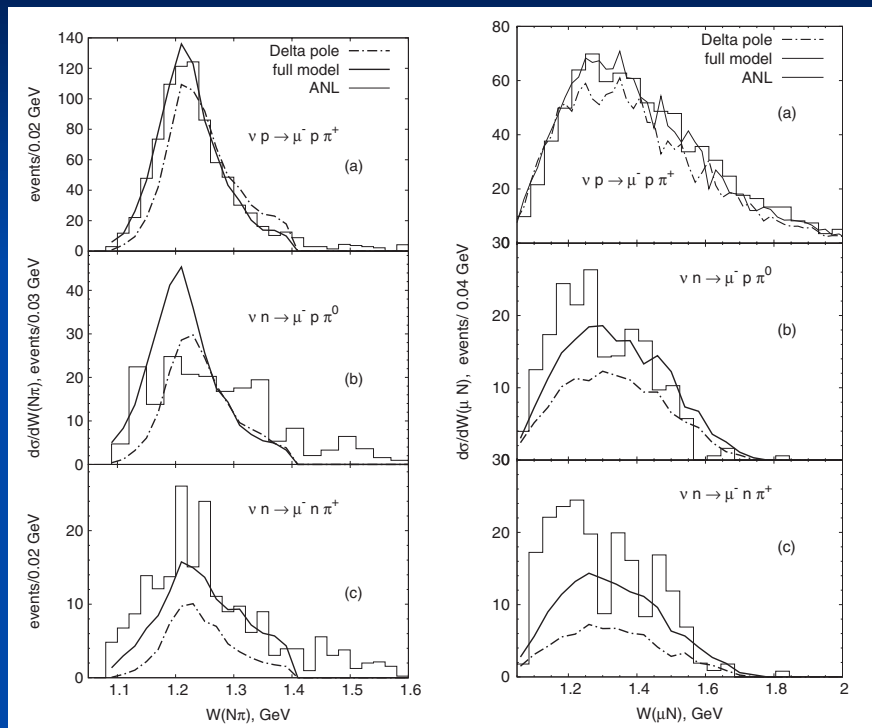 140
120
100
80
60
40
20
0
events/0.02 GeV
Delta pole
full model
ANL
ν p → μ⁻ p π⁺
(a)
40
30
20
10
0
dσ/dW(Nπ), events/0.03 GeV
ν n → μ⁻ p π⁰
(b)
20
10
0
events/0.02 GeV
ν n → μ⁻ n π⁺
(c)
1.1 1.2 1.3 1.4 1.5 1.6
W(Nπ), GeV
80
60
40
20
Delta pole
full model
ANL
(a)
ν p → μ⁻ p π⁺
30
20
10
dσ/dW(μ N), events/ 0.04 GeV
ν n → μ⁻ p π⁰
(b)
30
20
10
0
ν n → μ⁻ n π⁺
(c)
1.2 1.4 1.6 1.8 2
W(μN), GeV